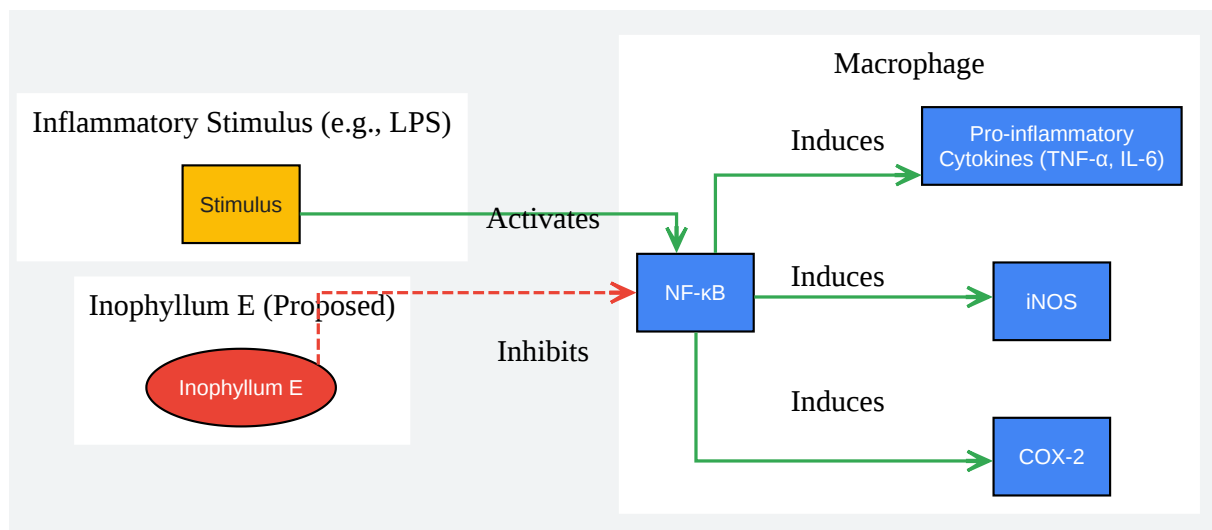 Macrophage
Inflammatory Stimulus (e.g., LPS)
Stimulus
Activates
Inophyllum E (Proposed)
Inophyllum E
Inhibits
NF-κB
Induces
Pro-inflammatory
Cytokines (TNF-α, IL-6)
Induces
iNOS
Induces
COX-2